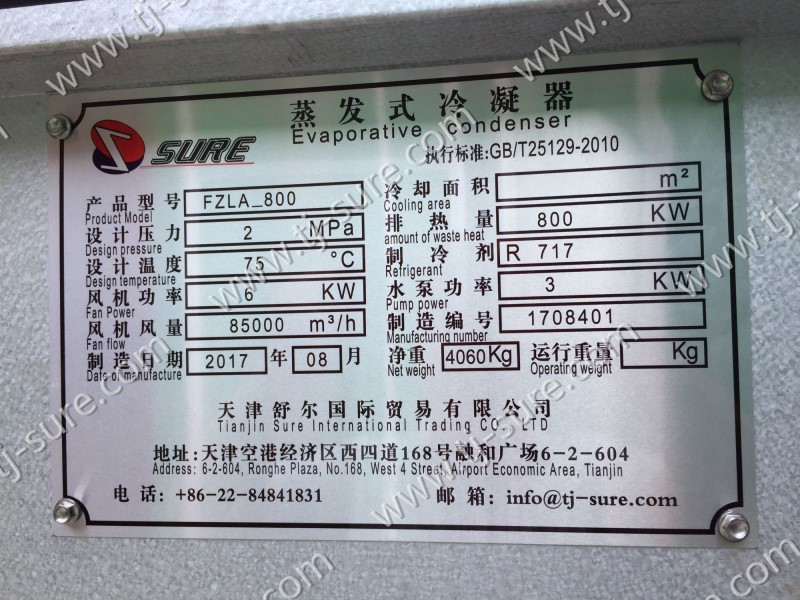 蒸发式冷凝器
Evaporative condenser
SURE
执行标准:GB/T25129-2010
产品型号 FZLA_800
Product Model
冷却面积 m²
Cooling area
设计压力 2 MPa
Design pressure
排热量 800 KW
amount of waste heat
设计温度 75 °C
Design temperature
制冷剂 R 717
Refrigerant
风机功率 6 KW
Fan Power
水泵功率 3 KW
Pump power
风机风量 85000 m³/h
Fan flow
制造编号 1708401
Manufacturing number
制造日期 2017 年 08 月
Date of manufacture
净重 4060Kg 运行重量 Kg
Net weight Operating weight
天津舒尔国际贸易有限公司
Tianjin Sure International Trading CO., LTD
地址:天津空港经济区西四道168号融和广场6-2-604
Address: 6-2-604, Ronghe Plaza, No.168, West 4 Street, Airport Economic Area, Tianjin
电话: +86-22-84841831 邮箱: info@tj-sure.com
www.tj-sure.com